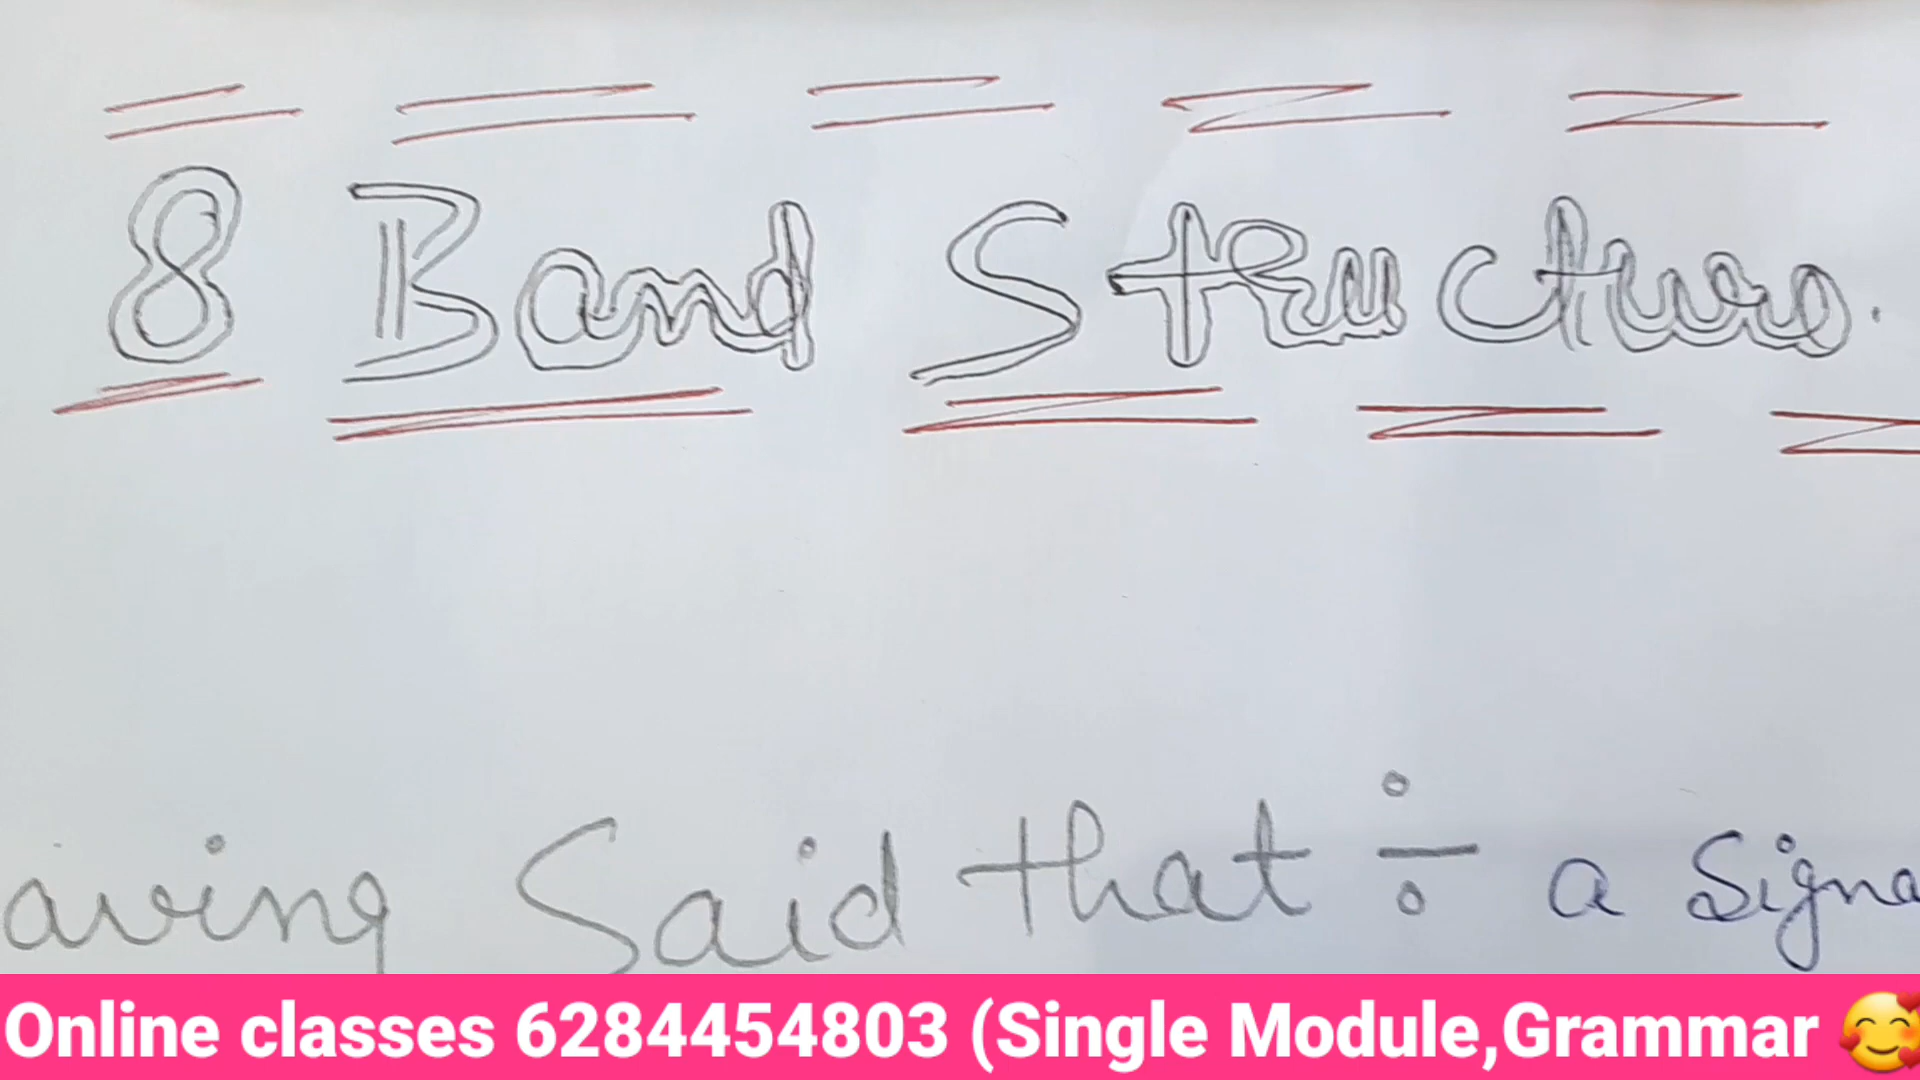 8 Band Structure.
aving Said that ÷ a Signa
Online classes 6284454803 (Single Module,Grammar 🥰